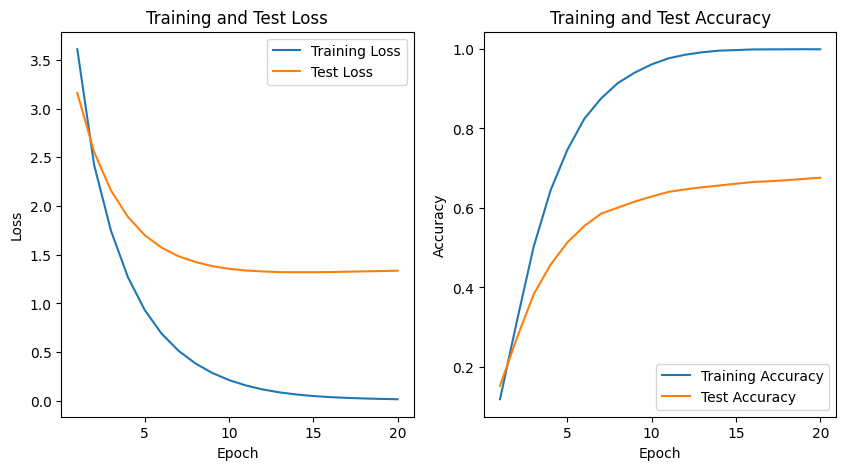 Training and Test Loss
Loss
3.5
3.0
2.5
2.0
1.5
1.0
0.5
0.0
Training Loss
Test Loss
5
10
15
20
Epoch
Training and Test Accuracy
Accuracy
1.0
0.8
0.6
0.4
0.2
Training Accuracy
Test Accuracy
5
10
15
20
Epoch